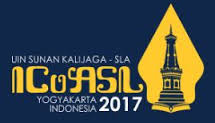 UIN SUNAN KALIJAGA - SLA
ICOASL
YOGYAKARTA
INDONESIA 2017